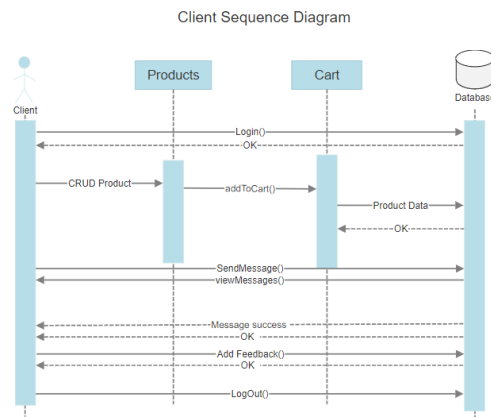 Client Sequence Diagram
Products
Cart
Client
Database
Login()
OK
CRUD Product
addToCart()
Product Data
OK
SendMessage()
viewMessages()
Message success
OK
Add Feedback()
OK
LogOut()